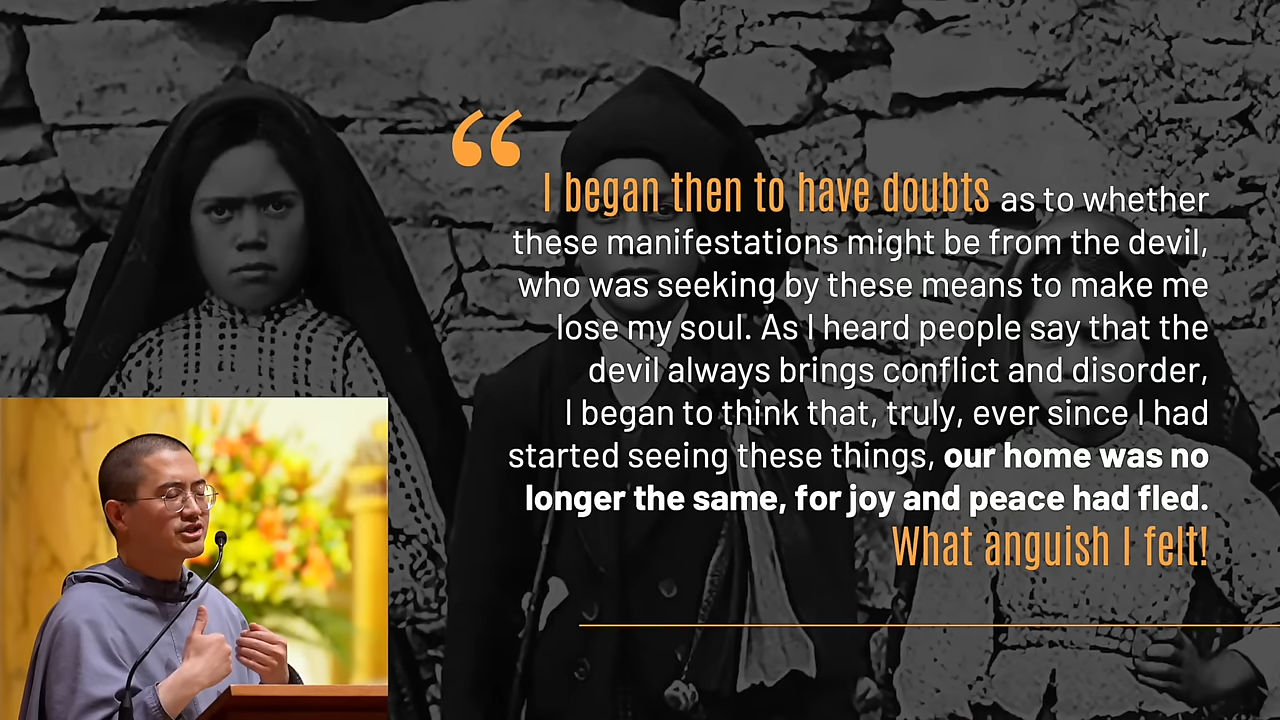 “
I began then to have doubts as to whether
these manifestations might be from the devil,
who was seeking by these means to make me
lose my soul. As I heard people say that the
devil always brings conflict and disorder,
I began to think that, truly, ever since I had
started seeing these things, our home was no
longer the same, for joy and peace had fled.
What anguish I felt!